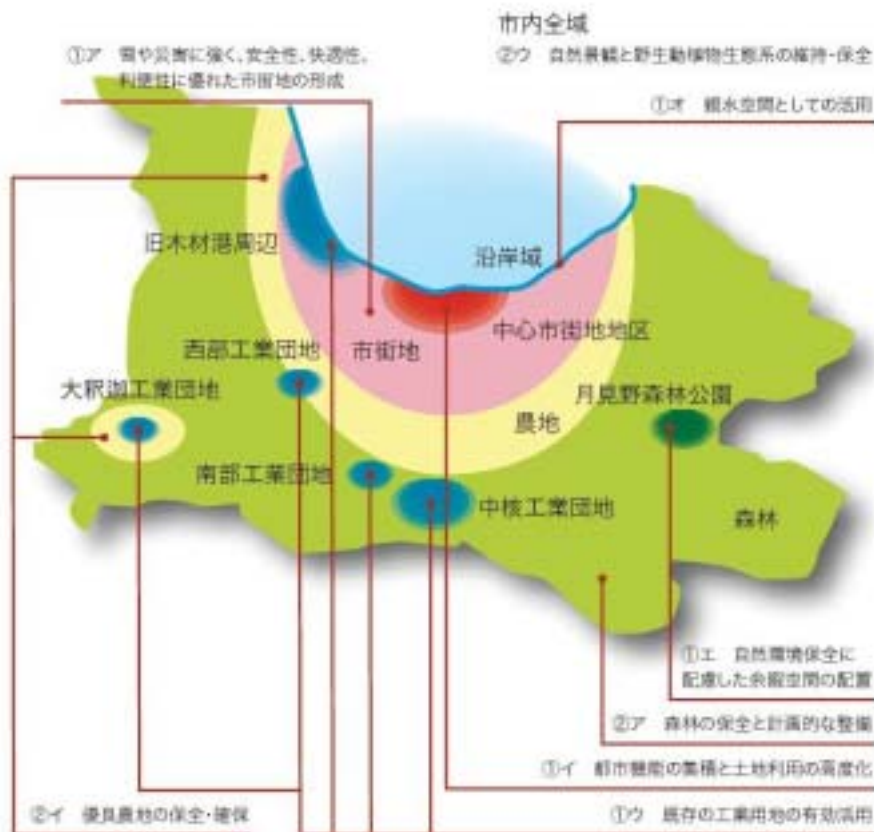 市内全域
②ウ 自然景観と野生動植物生態系の維持・保全
①ア 雪や災害に強く、安全性、快適性、
利便性に優れた市街地の形成
①オ 親水空間としての活用
旧木材港周辺
沿岸域
中心市街地地区
市街地
西部工業団地
大釈迦工業団地
月見野森林公園
農地
南部工業団地
中核工業団地
森林
①エ 自然環境保全に
配慮した余暇空間の配置
②ア 森林の保全と計画的な整備
①イ 都市機能の集積と土地利用の高度化
②イ 優良農地の保全・確保
①ウ 既存の工業用地の有効活用